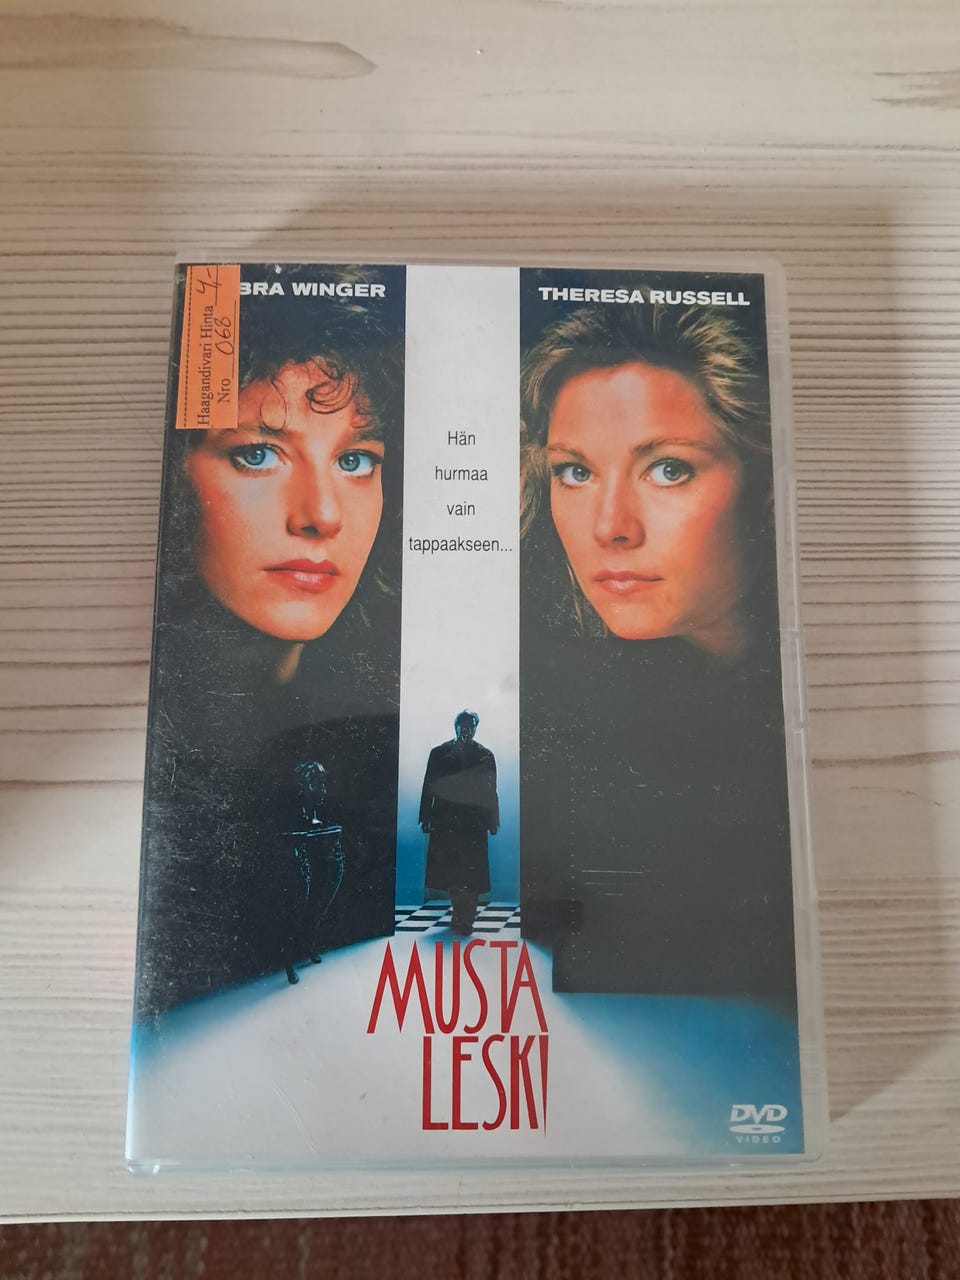 Haagandivari Hinta 4,-
Nro 068
BRA WINGER
THERESA RUSSELL
Hän
hurmaa
vain
tappaakseen...
MUSTA
LESKI
DVD
VIDEO